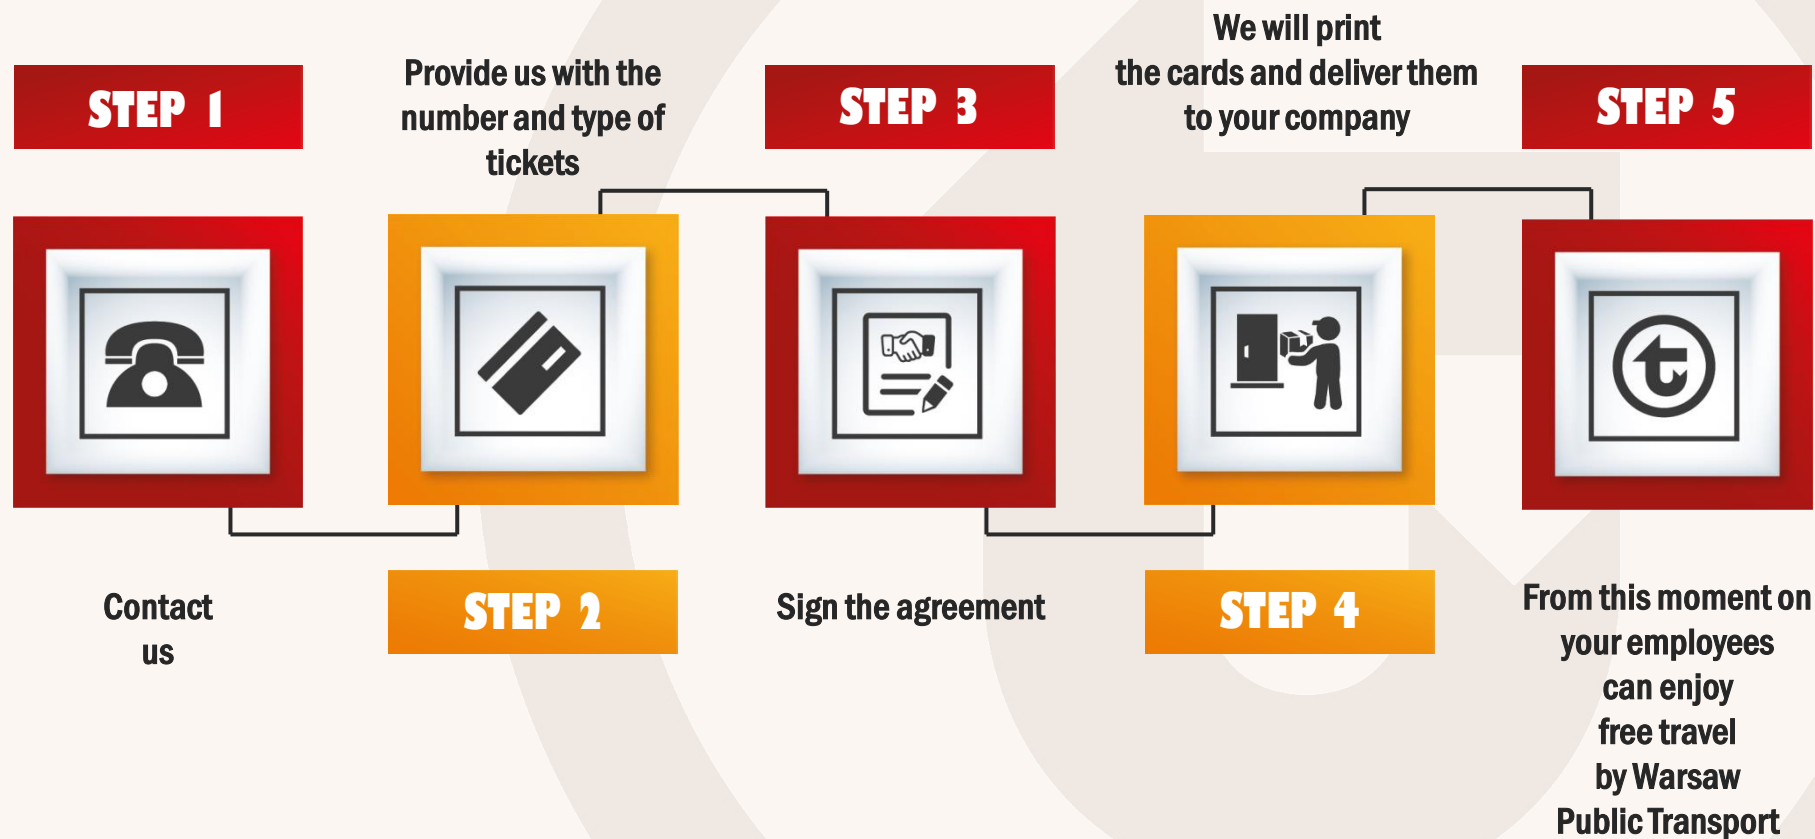 STEP 1
Contact
us
Provide us with the
number and type of
tickets
STEP 2
STEP 3
Sign the agreement
We will print
the cards and deliver them
to your company
STEP 4
STEP 5
From this moment on
your employees
can enjoy
free travel
by Warsaw
Public Transport